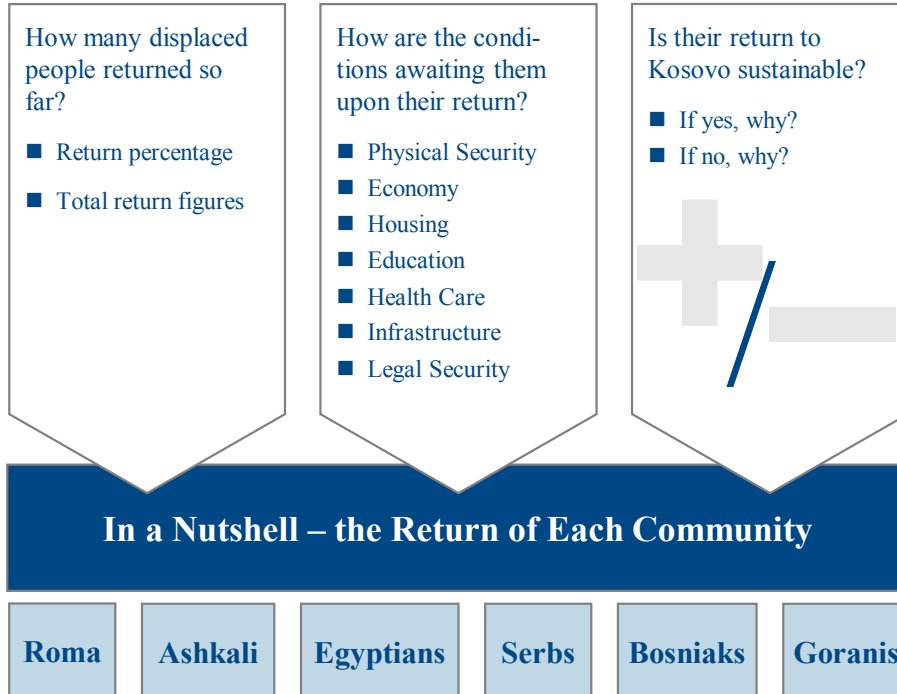 How many displaced
people returned so
far?
Return percentage
Total return figures
How are the condi-
tions awaiting them
upon their return?
Physical Security
Economy
Housing
Education
Health Care
Infrastructure
Legal Security
Is their return to
Kosovo sustainable?
If yes, why?
If no, why?
In a Nutshell – the Return of Each Community
Roma
Ashkali
Egyptians
Serbs
Bosniaks
Goranis